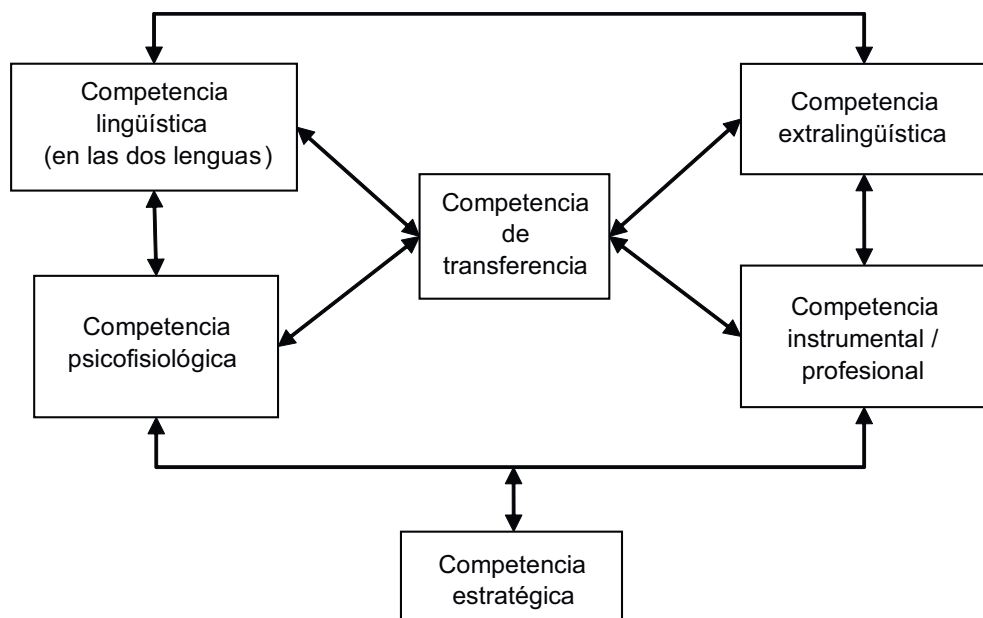 Competencia
lingüística
(en las dos lenguas)
Competencia
extralingüística
Competencia
de
transferencia
Competencia
psicofisiológica
Competencia
instrumental /
profesional
Competencia
estratégica